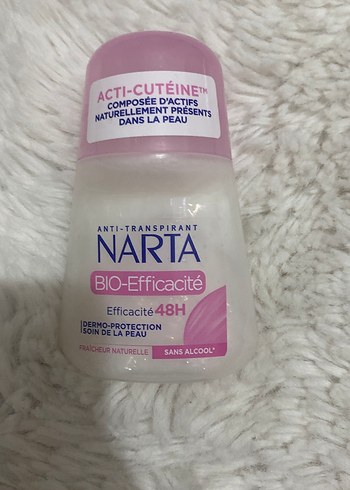 ACTI-CUTÉINE™
COMPOSÉE D'ACTIFS
NATURELLEMENT PRÉSENTS
DANS LA PEAU
ANTI-TRANSPIRANT
NARTA
BIO-Efficacité
Efficacité 48H
DERMO-PROTECTION
SOIN DE LA PEAU
FRAÎCHEUR NATURELLE SANS ALCOOL*